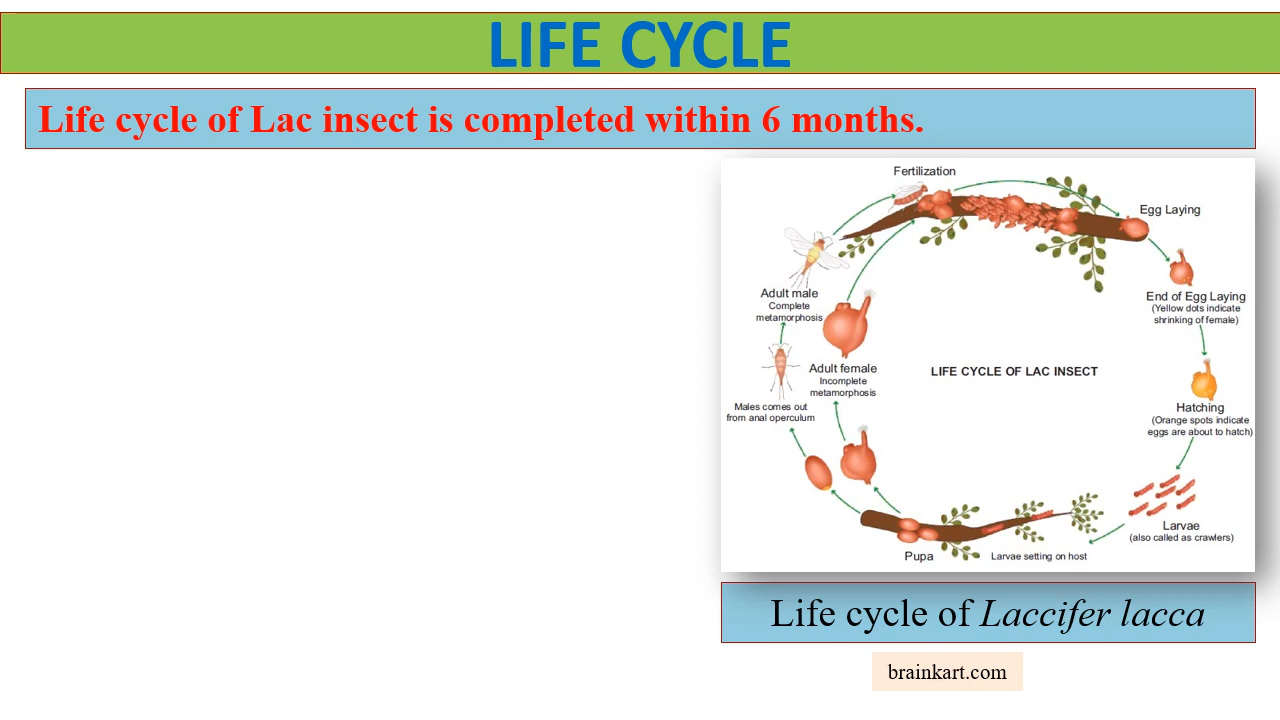 LIFE CYCLE
Life cycle of Lac insect is completed within 6 months.
Fertilization
Egg Laying
End of Egg Laying
(Yellow dots indicate
shrinking of female)
Adult male
Complete
metamorphosis
Adult female
Incomplete
metamorphosis
LIFE CYCLE OF LAC INSECT
Males comes out
from anal operculum
Hatching
(Orange spots indicate
eggs are about to hatch)
Larvae
(also called as crawlers)
Pupa
Larvae setting on host
Life cycle of Laccifer lacca
brainkart.com